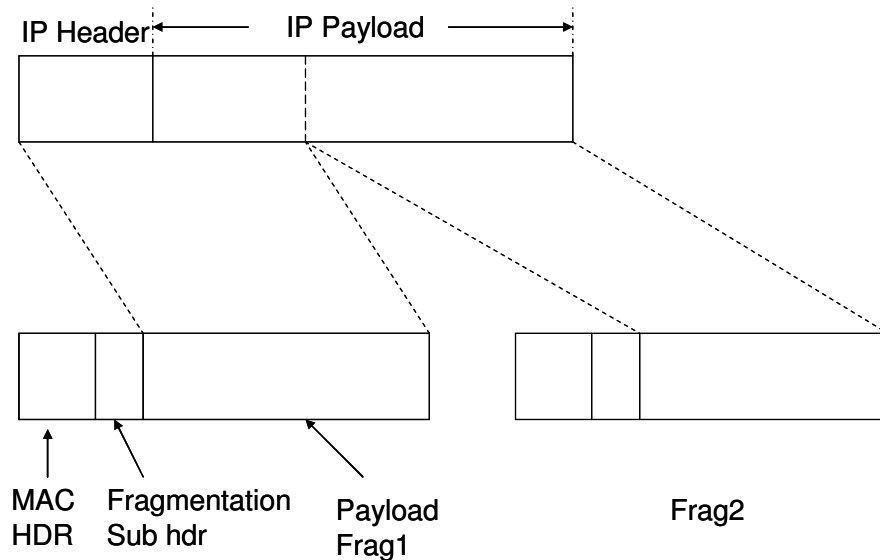 IP Header
IP Payload
MAC
HDR
Fragmentation
Sub hdr
Payload
Frag1
Frag2